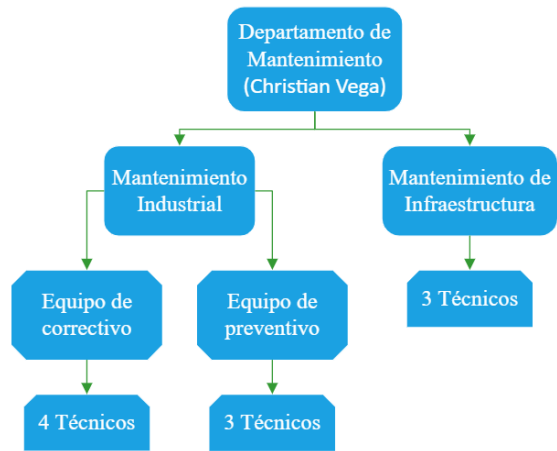 Departamento de
Mantenimiento
(Christian Vega)
Mantenimiento
Industrial
Mantenimiento de
Infraestructura
Equipo de
correctivo
Equipo de
preventivo
3 Técnicos
4 Técnicos
3 Técnicos